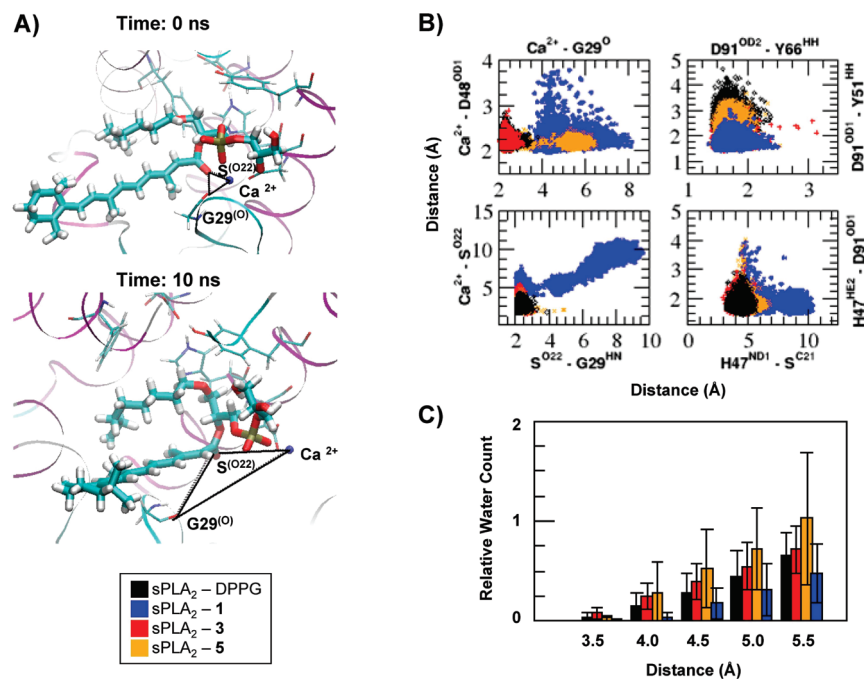 A)
Time: 0 ns
S(O22)
Ca 2+
G29(O)
Time: 10 ns
S(O22)
Ca 2+
G29(O)
sPLA2 – DPPG
sPLA2 – 1
sPLA2 – 3
sPLA2 – 5
B)
Ca2+ - G29O
D91OD2 - Y66HH
Ca2+ - D48OD1
4
3
2
2 4 6 8
5
4
3
2
1
1 2 3
D91OD1 - Y51HH
Distance (Å)
Ca2+ - SO22
15
10
5
2 4 6 8 10
4
3
2
0 5 10
H47HE2 - D91OD1
SO22 - G29HN
H47ND1 - SC21
Distance (Å)
C)
Relative Water Count
2
1
0
3.5 4.0 4.5 5.0 5.5
Distance (Å)